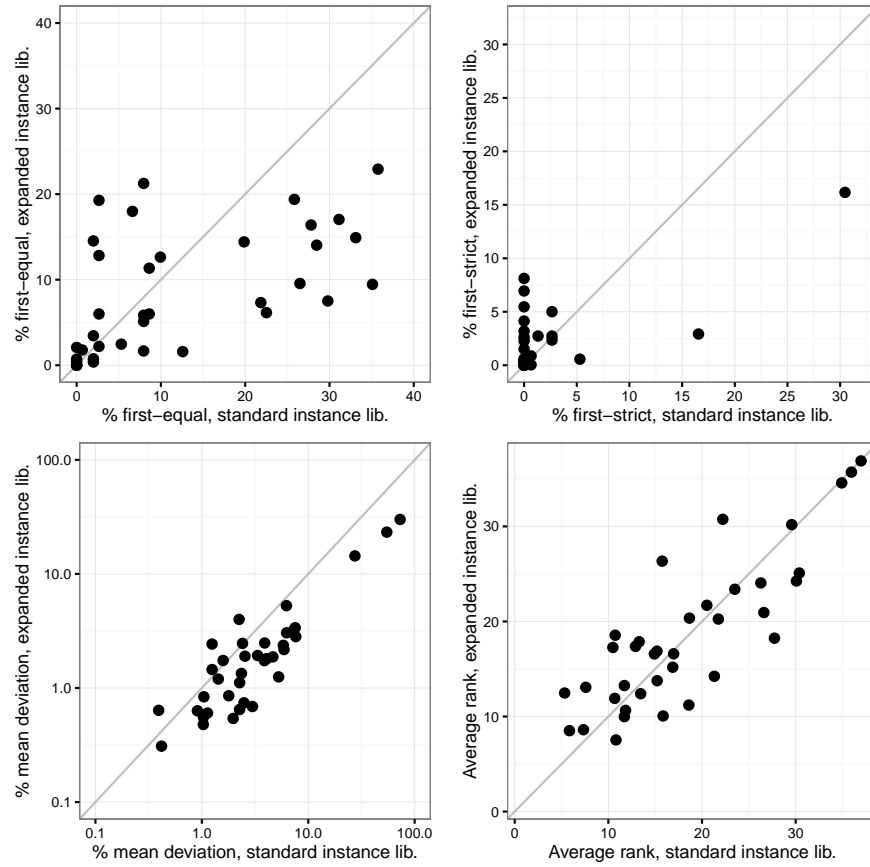 % first−equal, expanded instance lib.
40
30
20
10
0
0 10 20 30 40
% first−equal, standard instance lib.
% first−strict, expanded instance lib.
30
25
20
15
10
5
0
0 5 10 15 20 25 30
% first−strict, standard instance lib.
% mean deviation, expanded instance lib.
100.0
10.0
1.0
0.1
0.1 1.0 10.0 100.0
% mean deviation, standard instance lib.
Average rank, expanded instance lib.
30
20
10
0
0 10 20 30
Average rank, standard instance lib.